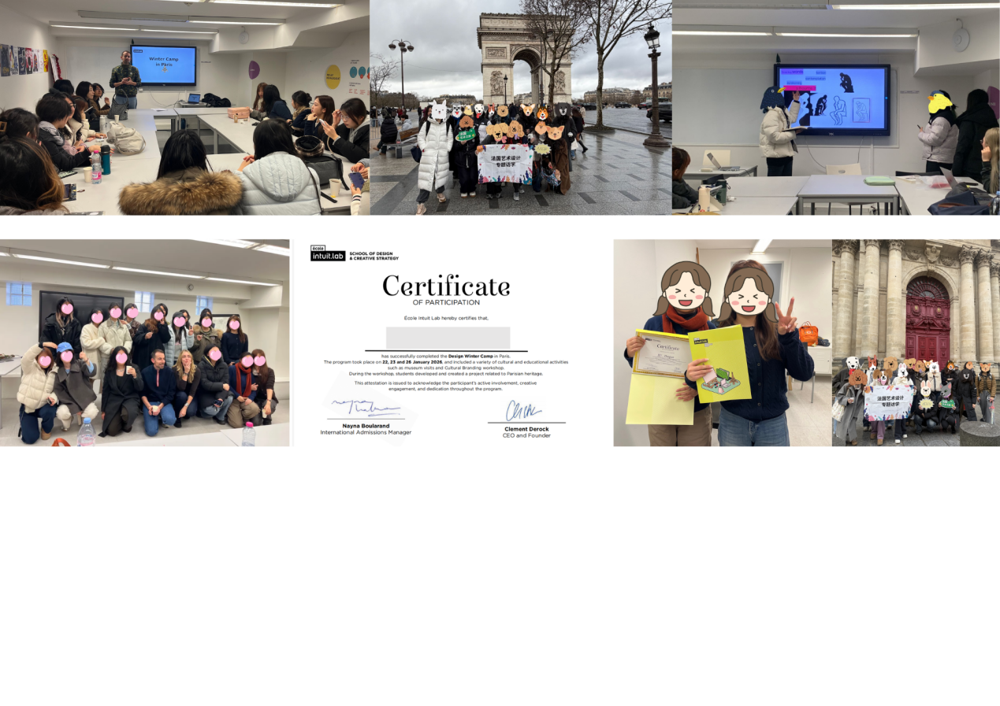 Winter Camp
in Paris
法国艺术设计
专题访学
école
intuit.lab
SCHOOL OF DESIGN
& CREATIVE STRATEGY
Certificate
OF PARTICIPATION
École Intuit Lab hereby certifies that,
has successfully completed the Design Winter Camp in Paris.
The program took place on 22, 23 and 26 January 2026, and included a variety of cultural and educational activities
such as museum visits and Cultural Branding workshop.
During the workshop, students developed and created a project related to Parisian heritage.
This attestation is issued to acknowledge the participant's active involvement, creative
engagement, and dedication throughout the program.
Nayna Boularand
International Admissions Manager
Clement Derock
CEO and Founder
Certificate
法国艺术设计
专题访学